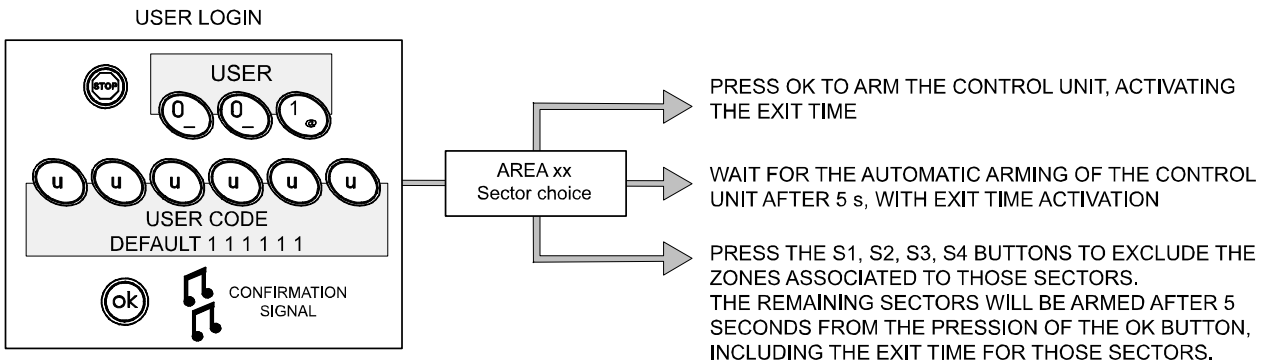 USER LOGIN
STOP
USER
0_ 0_ 1@
u u u u u u
USER CODE
DEFAULT 1 1 1 1 1 1
ok
CONFIRMATION
SIGNAL
AREA xx
Sector choice
PRESS OK TO ARM THE CONTROL UNIT, ACTIVATING
THE EXIT TIME
WAIT FOR THE AUTOMATIC ARMING OF THE CONTROL
UNIT AFTER 5 s, WITH EXIT TIME ACTIVATION
PRESS THE S1, S2, S3, S4 BUTTONS TO EXCLUDE THE
ZONES ASSOCIATED TO THOSE SECTORS.
THE REMAINING SECTORS WILL BE ARMED AFTER 5
SECONDS FROM THE PRESSION OF THE OK BUTTON,
INCLUDING THE EXIT TIME FOR THOSE SECTORS.